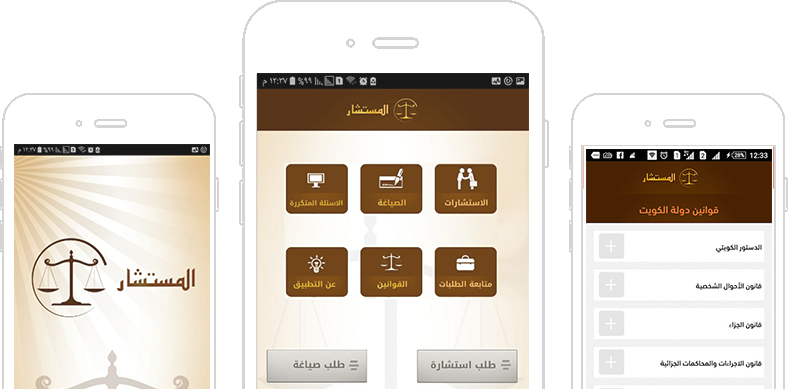 ١٢:٣٧ م
المستشار
%٩٩ ١٢:٣٧ م
المستشار
الاستشارات
الصياغة
الاسئلة المتكررة
متابعة الطلبات
القوانين
عن التطبيق
طلب استشارة
طلب صياغة
28% 12:33
المستشار
قوانين دولة الكويت
الدستور الكويتي
قانون الأحوال الشخصية
قانون الجزاء
قانون الاجراءات والمحاكمات الجزائية